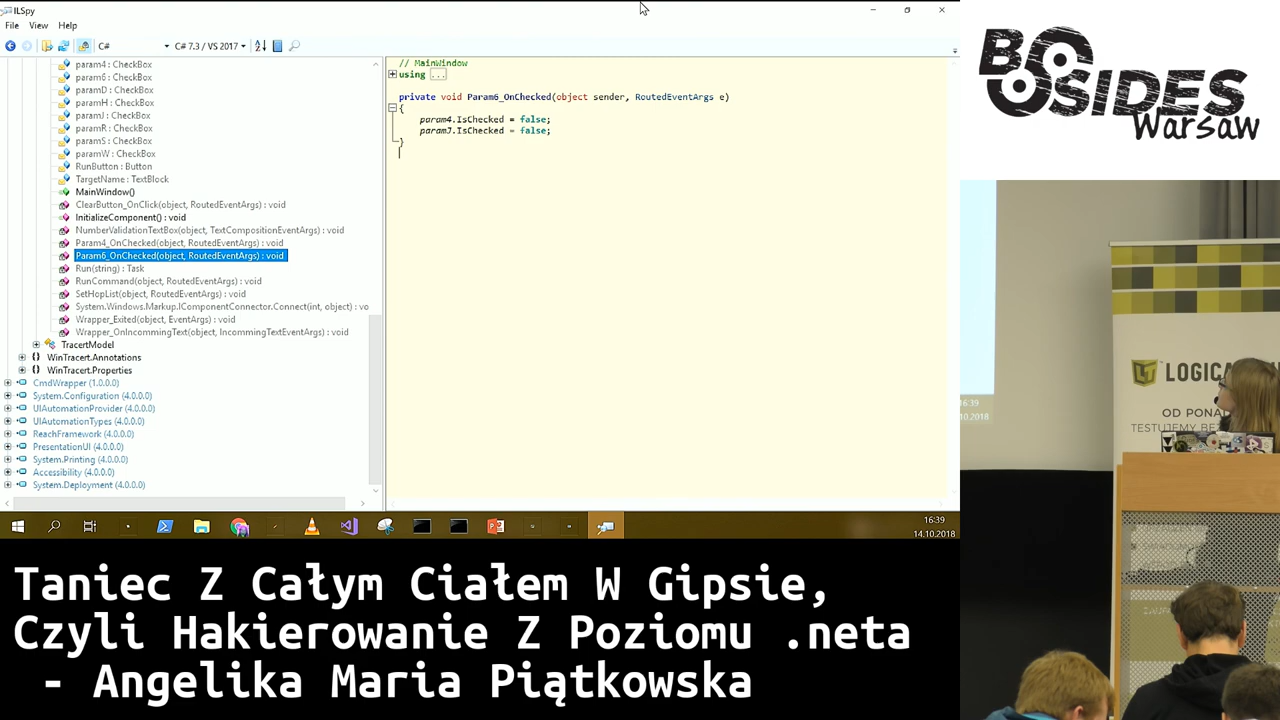 ILSpy
File View Help
C# C# 7.3 / VS 2017
param4 : CheckBox
param6 : CheckBox
paramD : CheckBox
paramH : CheckBox
paramJ : CheckBox
paramR : CheckBox
paramS : CheckBox
paramW : CheckBox
RunButton : Button
TargetName : TextBlock
MainWindow()
ClearButton_OnClick(object, RoutedEventArgs) : void
InitializeComponent() : void
NumberValidationTextBox(object, TextCompositionEventArgs) : void
Param4_OnChecked(object, RoutedEventArgs) : void
Param6_OnChecked(object, RoutedEventArgs) : void
Run(string) : Task
RunCommand(object, RoutedEventArgs) : void
SetHopList(object, RoutedEventArgs) : void
System.Windows.Markup.IComponentConnector.Connect(int, object) : vo
Wrapper_Exited(object, EventArgs) : void
Wrapper_OnIncommingText(object, IncommingTextEventArgs) : void
TracertModel
WinTracert.Annotations
WinTracert.Properties
CmdWrapper (1.0.0.0)
System.Configuration (4.0.0.0)
UIAutomationProvider (4.0.0.0)
UIAutomationTypes (4.0.0.0)
ReachFramework (4.0.0.0)
PresentationUI (4.0.0.0)
System.Printing (4.0.0.0)
Accessibility (4.0.0.0)
System.Deployment (4.0.0.0)
// MainWindow
using ...
private void Param6_OnChecked(object sender, RoutedEventArgs e)
{
param4.IsChecked = false;
paramJ.IsChecked = false;
}
16:39
14.10.2018
BSIDES
Warsaw
16:39
10.2018
LOGICA
OD PONA
TESTUJEMY BEZ
Taniec Z Całym Ciałem W Gipsie,
Czyli Hakierowanie Z Poziomu .neta
- Angelika Maria Piątkowska